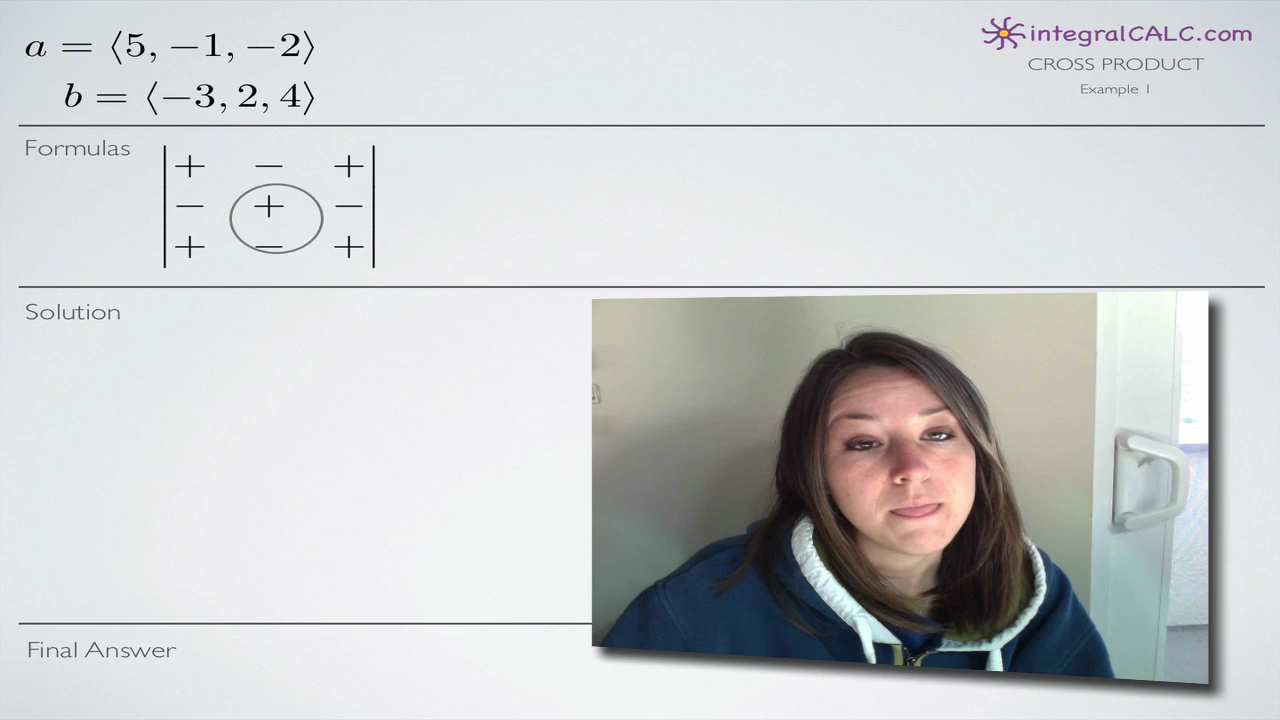 a = ⟨5, −1, −2⟩
b = ⟨−3, 2, 4⟩
integralCALC.com
CROSS PRODUCT
Example 1
Formulas
+ − +
− + −
+ − +
Solution
Final Answer